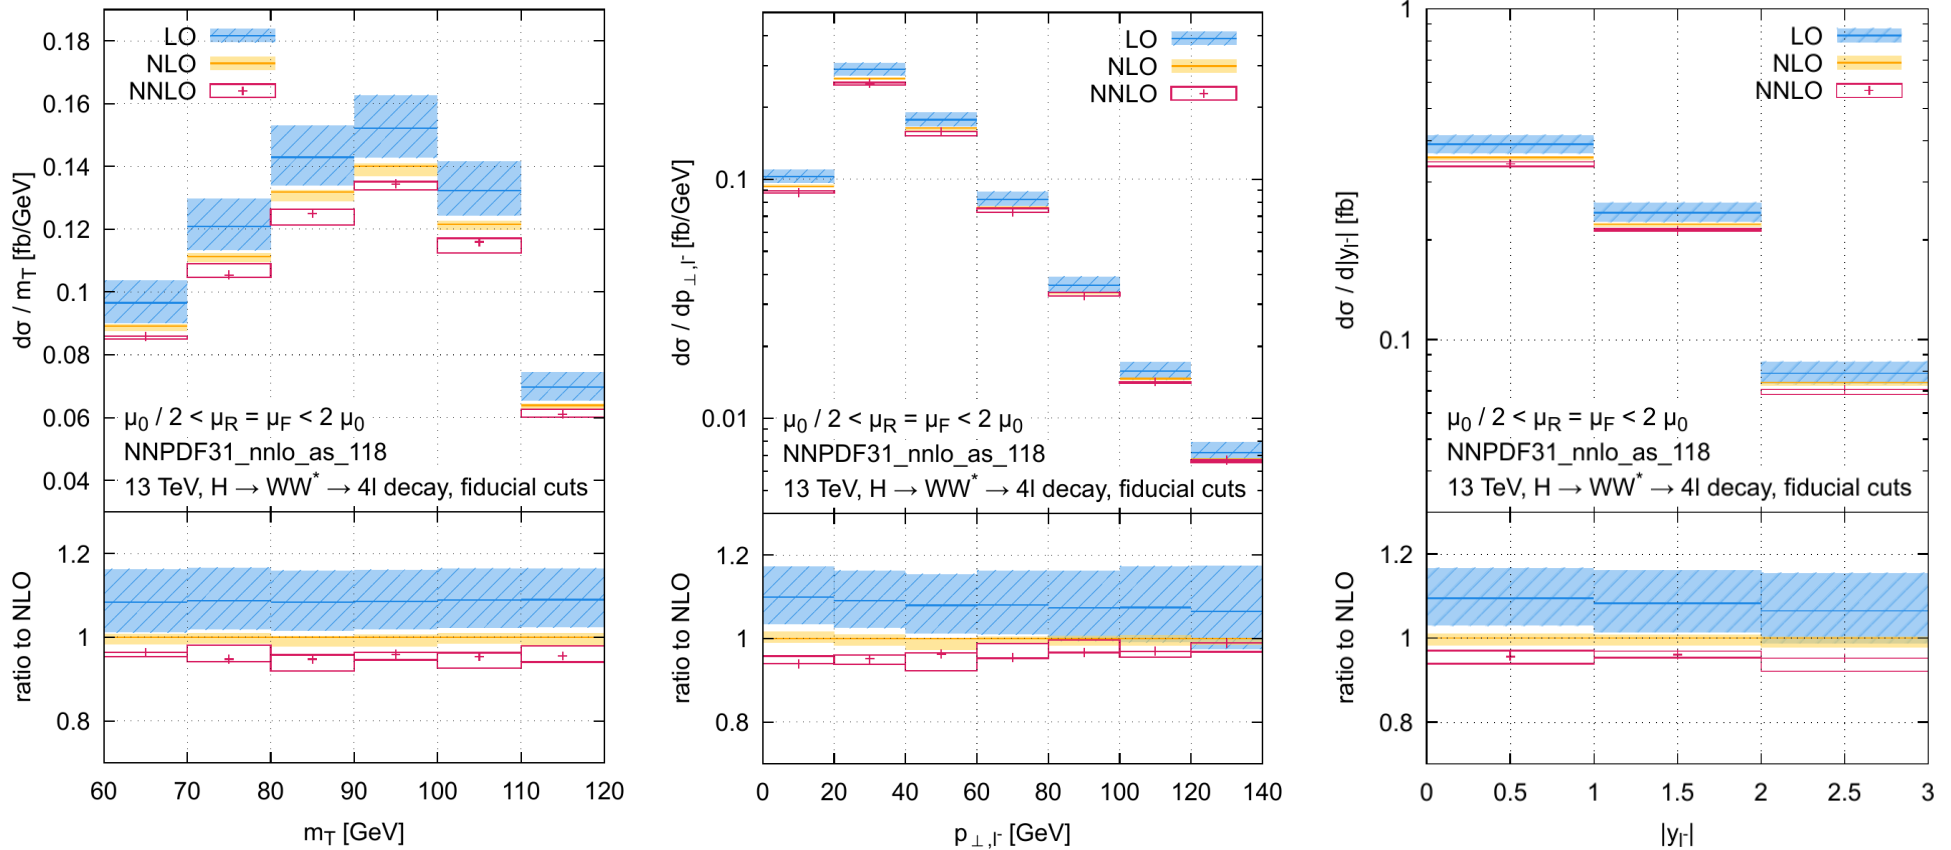 LO
NLO
NNLO
0.18
0.16
0.14
0.12
0.1
0.08
0.06
0.04
dσ / m_T [fb/GeV]
μ_0 / 2 < μ_R = μ_F < 2 μ_0
NNPDF31_nnlo_as_118
13 TeV, H → WW^* → 4l decay, fiducial cuts
1.2
1
0.8
ratio to NLO
60 70 80 90 100 110 120
m_T [GeV]
LO
NLO
NNLO
0.1
0.01
dσ / dp_⊥,l^- [fb/GeV]
μ_0 / 2 < μ_R = μ_F < 2 μ_0
NNPDF31_nnlo_as_118
13 TeV, H → WW^* → 4l decay, fiducial cuts
1.2
1
0.8
ratio to NLO
0 20 40 60 80 100 120 140
p_⊥,l^- [GeV]
LO
NLO
NNLO
1
0.1
dσ / d|y_l^-| [fb]
μ_0 / 2 < μ_R = μ_F < 2 μ_0
NNPDF31_nnlo_as_118
13 TeV, H → WW^* → 4l decay, fiducial cuts
1.2
1
0.8
ratio to NLO
0 0.5 1 1.5 2 2.5 3
|y_l^-|